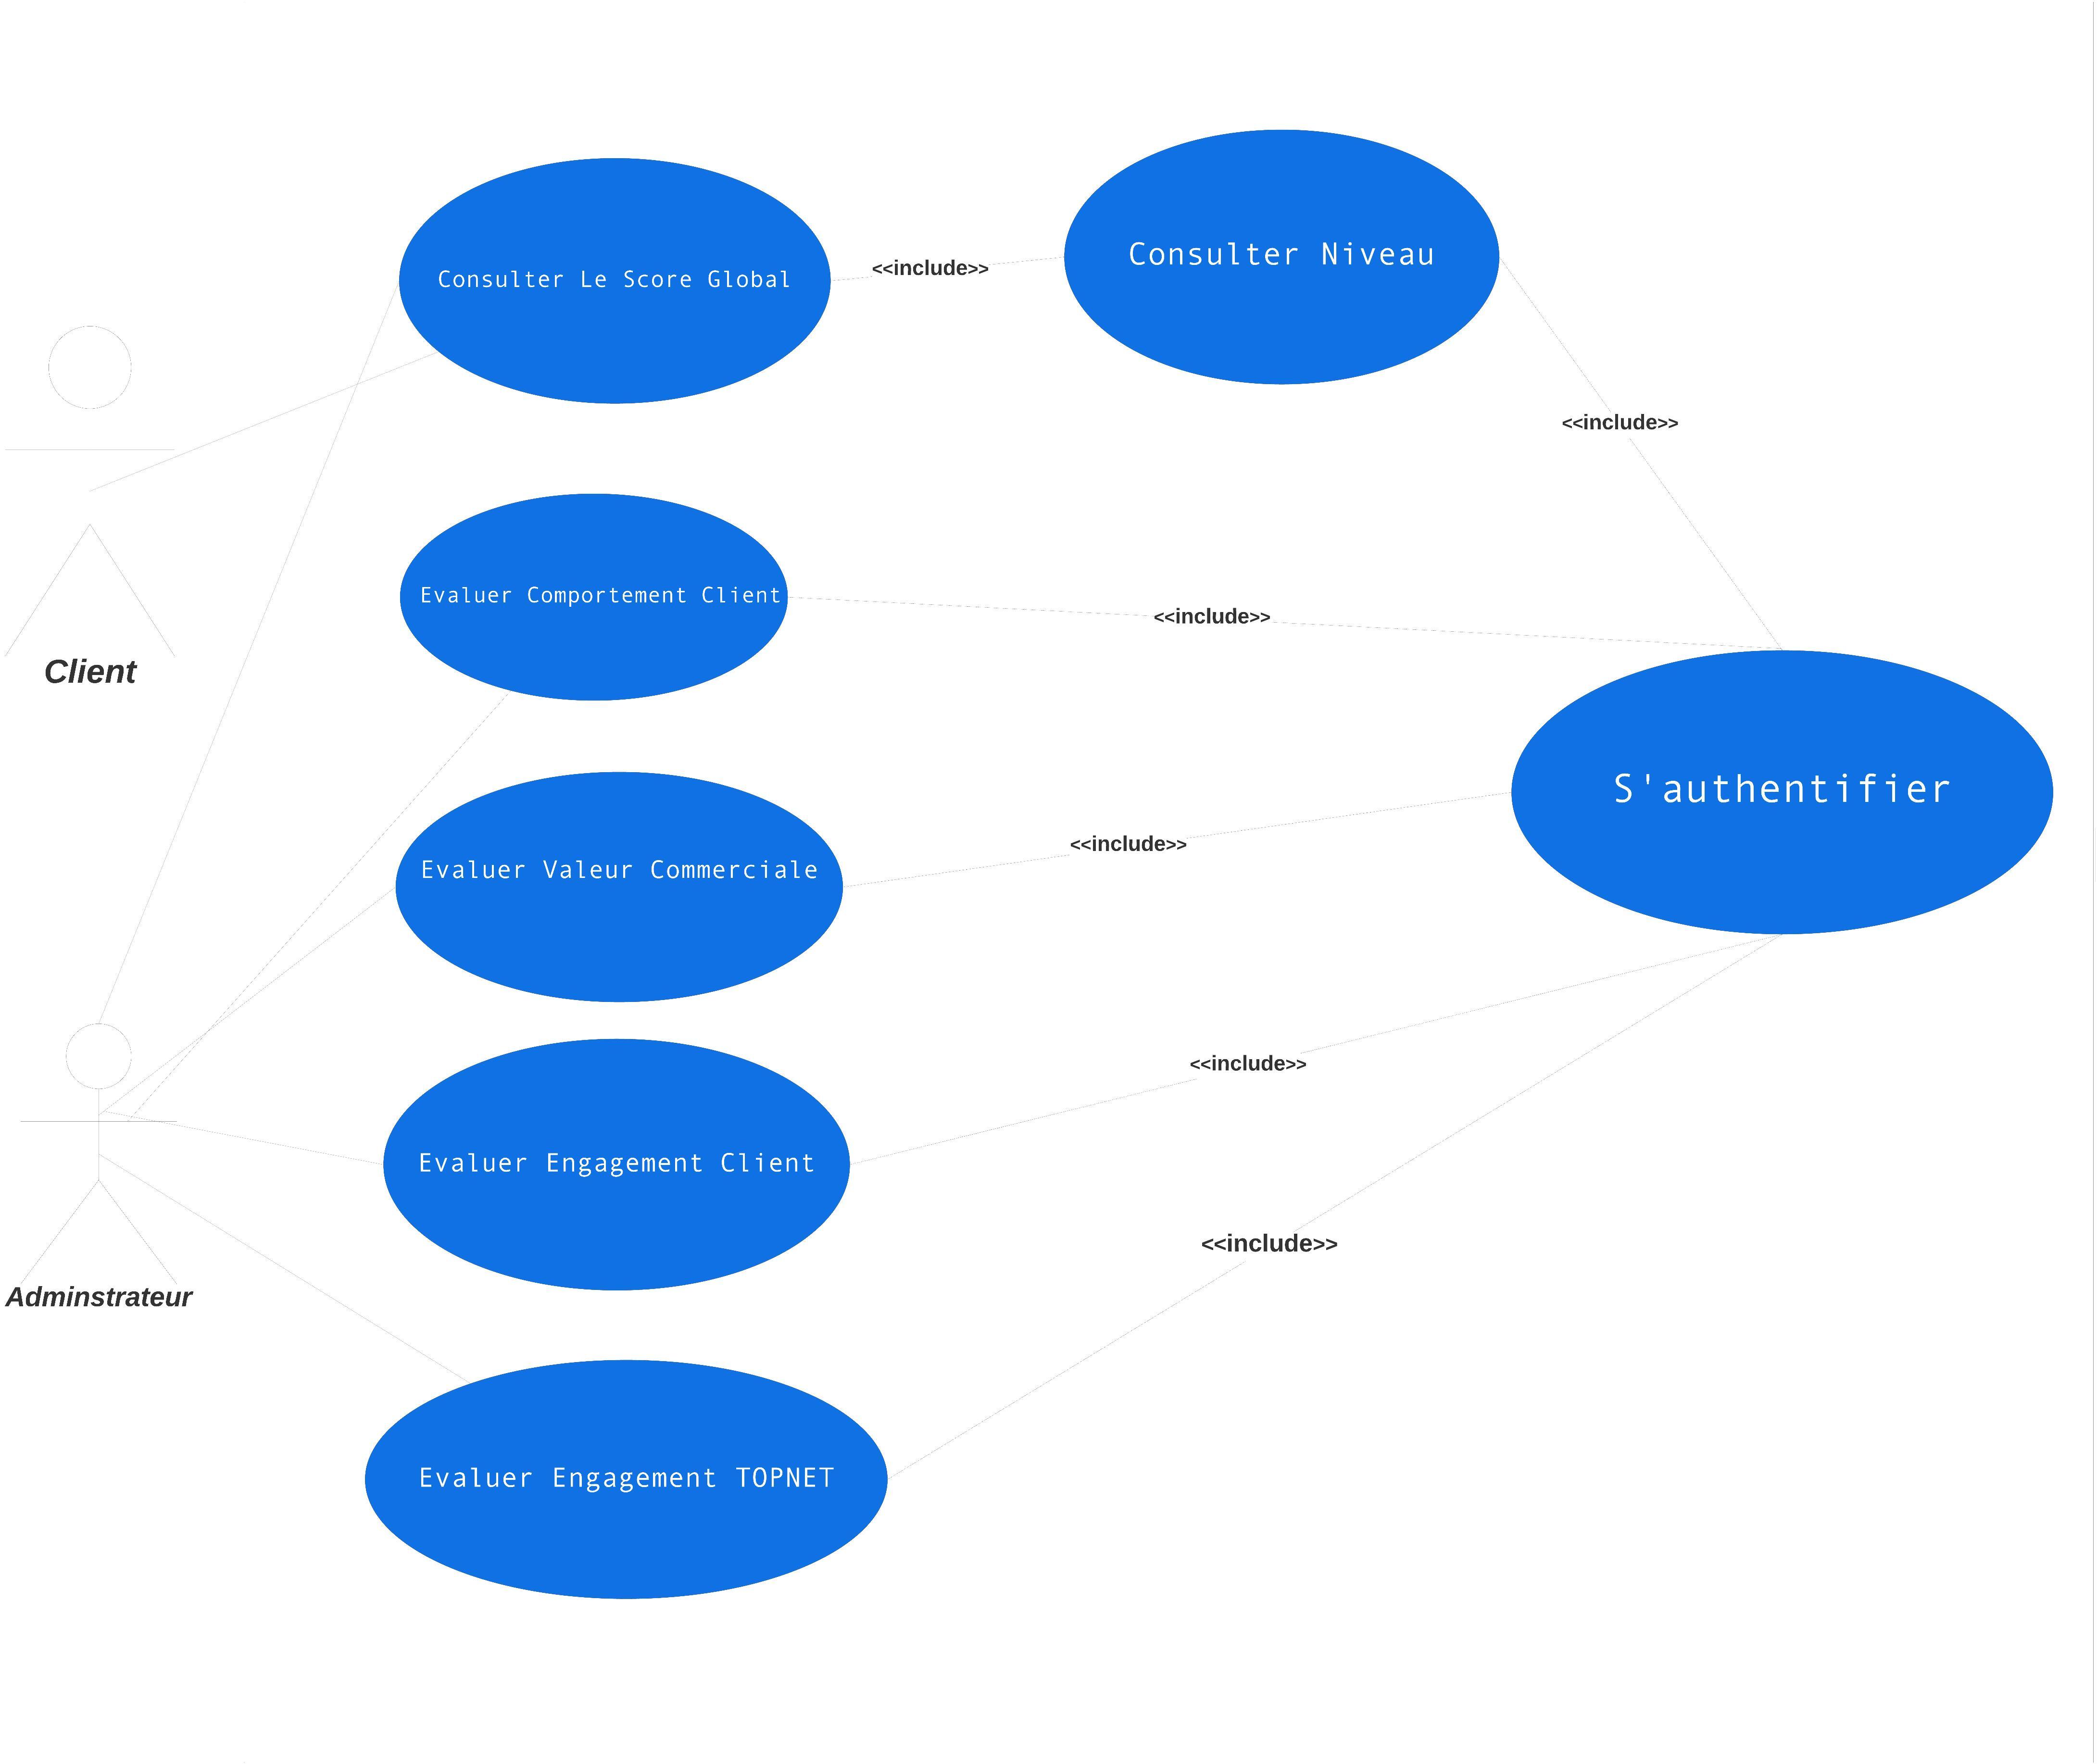 Consulter Le Score Global
<<include>>
Consulter Niveau
<<include>>
Evaluer Comportement Client
<<include>>
Client
S'authentifier
Evaluer Valeur Commerciale
<<include>>
<<include>>
Evaluer Engagement Client
<<include>>
Adminstrateur
Evaluer Engagement TOPNET